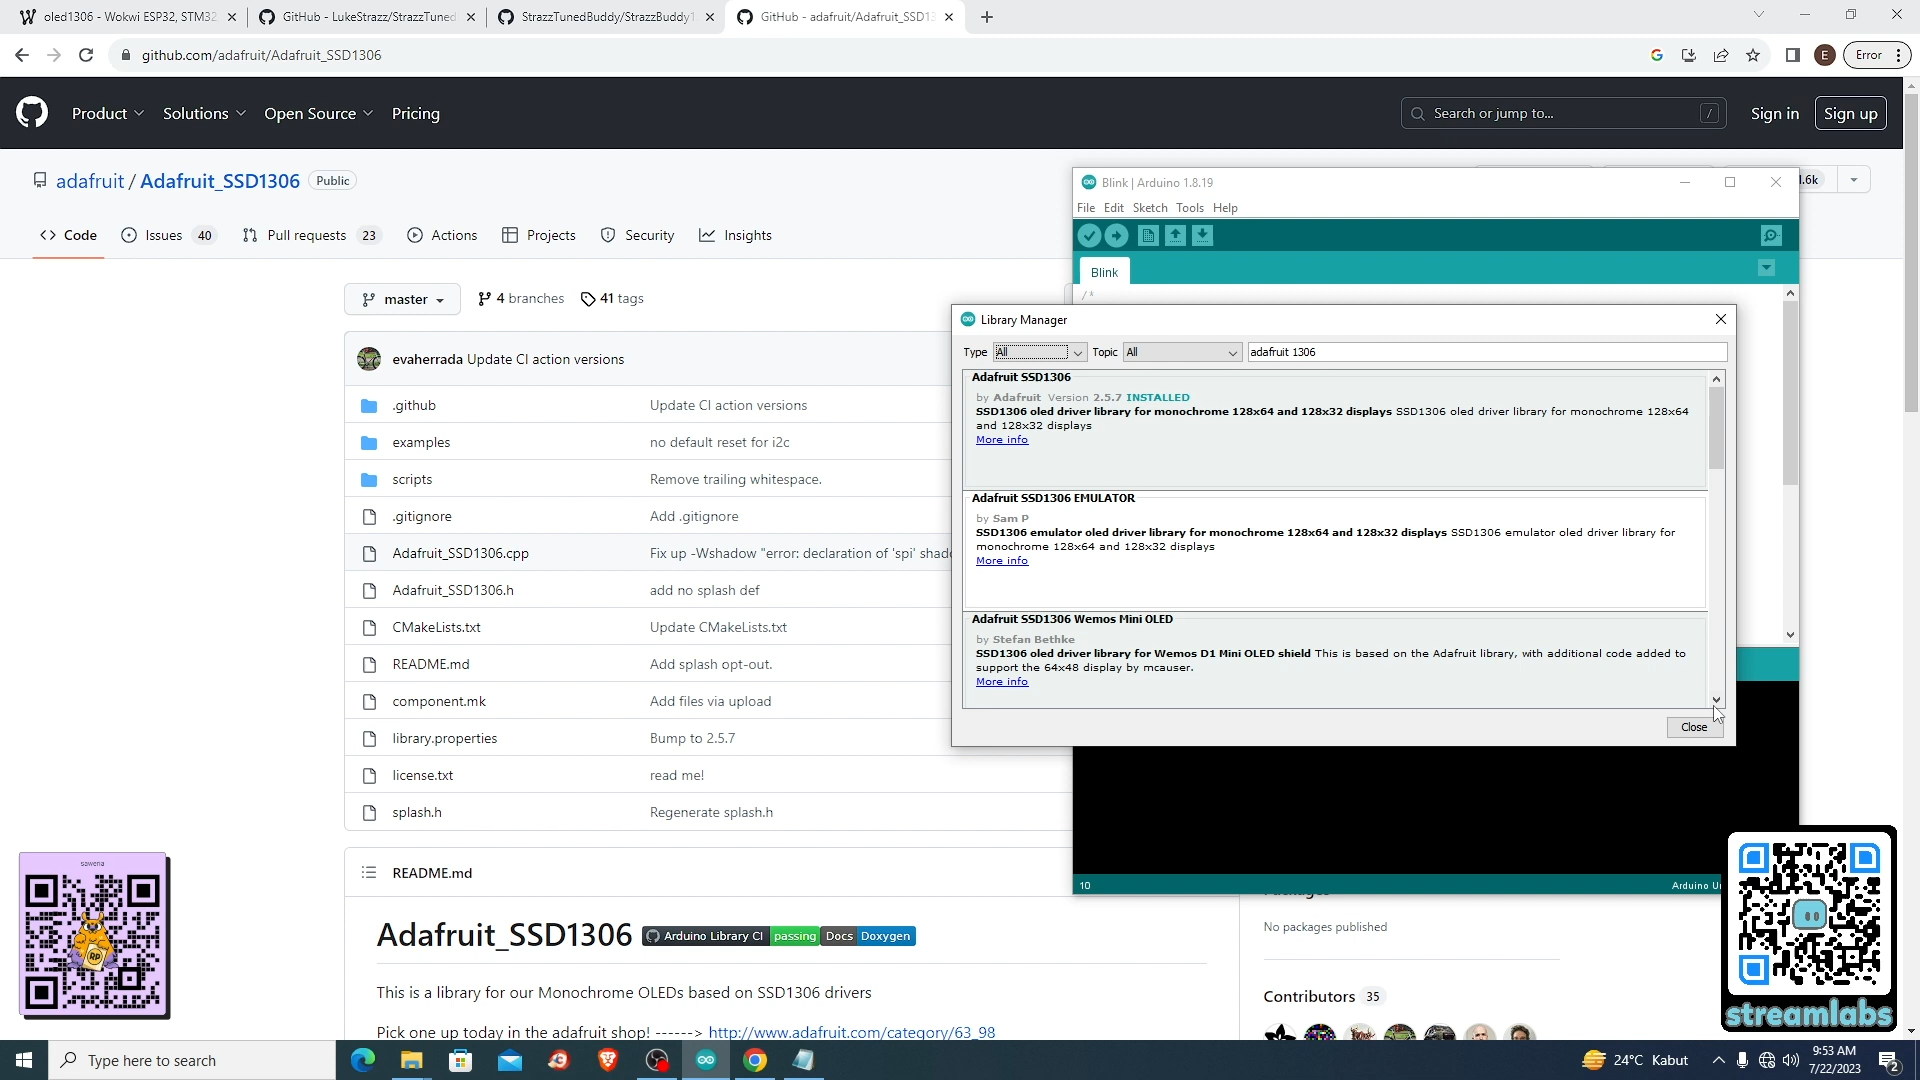 oled1306 - Wokwi ESP32, STM32
GitHub - LukeStrazz/StrazzTuned
StrazzTunedBuddy/StrazzBuddy1
GitHub - adafruit/Adafruit_SSD13
github.com/adafruit/Adafruit_SSD1306
E
Error
Product
Solutions
Open Source
Pricing
Search or jump to...
/
Sign in
Sign up
adafruit / Adafruit_SSD1306
Public
1.6k
Code
Issues 40
Pull requests 23
Actions
Projects
Security
Insights
master
4 branches
41 tags
evaherrada Update CI action versions
.github Update CI action versions
examples no default reset for i2c
scripts Remove trailing whitespace.
.gitignore Add .gitignore
Adafruit_SSD1306.cpp Fix up -Wshadow "error: declaration of 'spi' shad
Adafruit_SSD1306.h add no splash def
CMakeLists.txt Update CMakeLists.txt
README.md Add splash opt-out.
component.mk Add files via upload
library.properties Bump to 2.5.7
license.txt read me!
splash.h Regenerate splash.h
README.md
Adafruit_SSD1306 Arduino Library CI passing Docs Doxygen
This is a library for our Monochrome OLEDs based on SSD1306 drivers
Pick one up today in the adafruit shop! ------> http://www.adafruit.com/category/63_98
Blink | Arduino 1.8.19
File Edit Sketch Tools Help
Blink
/*
Library Manager
Type All Topic All adafruit 1306
Adafruit SSD1306
by Adafruit Version 2.5.7 INSTALLED
SSD1306 oled driver library for monochrome 128x64 and 128x32 displays SSD1306 oled driver library for monochrome 128x64
and 128x32 displays
More info
Adafruit SSD1306 EMULATOR
by Sam P
SSD1306 emulator oled driver library for monochrome 128x64 and 128x32 displays SSD1306 emulator oled driver library for
monochrome 128x64 and 128x32 displays
More info
Adafruit SSD1306 Wemos Mini OLED
by Stefan Bethke
SSD1306 oled driver library for Wemos D1 Mini OLED shield This is based on the Adafruit library, with additional code added to
support the 64x48 display by mcauser.
More info
Close
10
Arduino U
Packages
No packages published
Contributors 35
saweria
RP
streamlabs
Type here to search
24°C Kabut
9:53 AM
7/22/2023
2